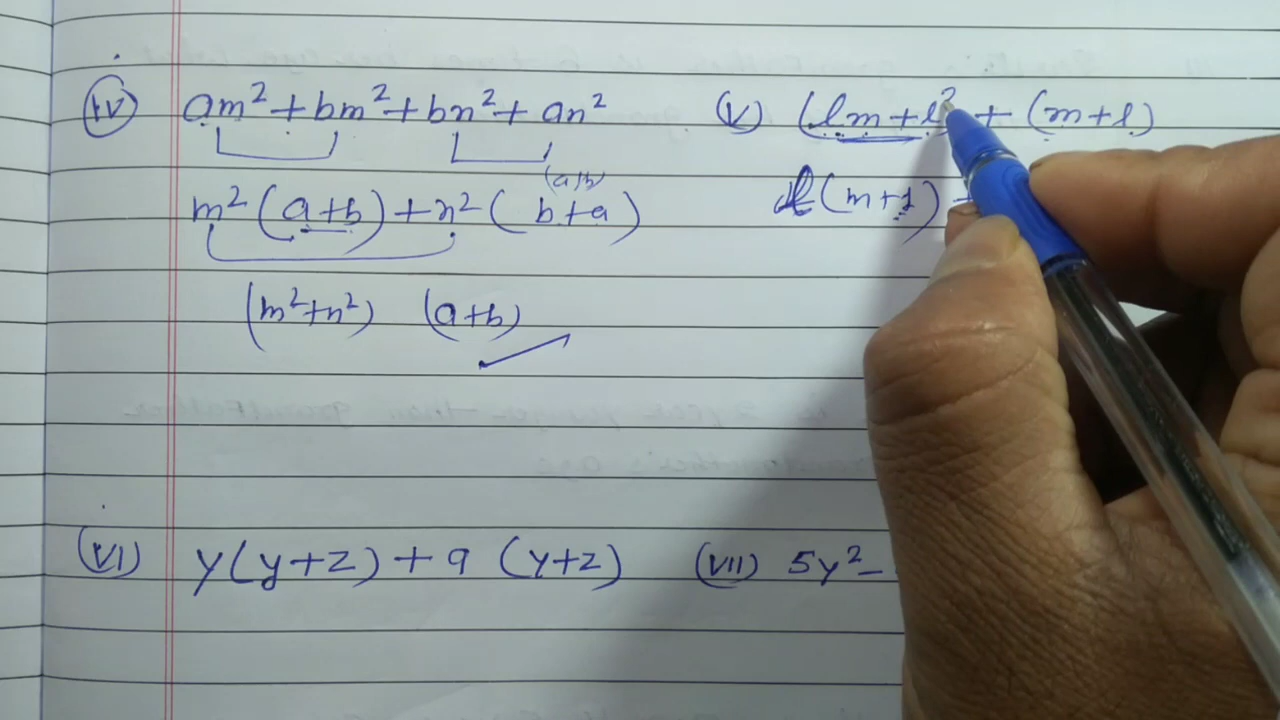 (iv) am² + bm² + bn² + an²
(a+b)
m² (a+b) + n² ( b+a )
(m²+n²) (a+b)
(V) (lm+l²) + (m+l)
l (m+l) +
(VI) y(y+z) + 9 (y+z)
(VII) 5y² –